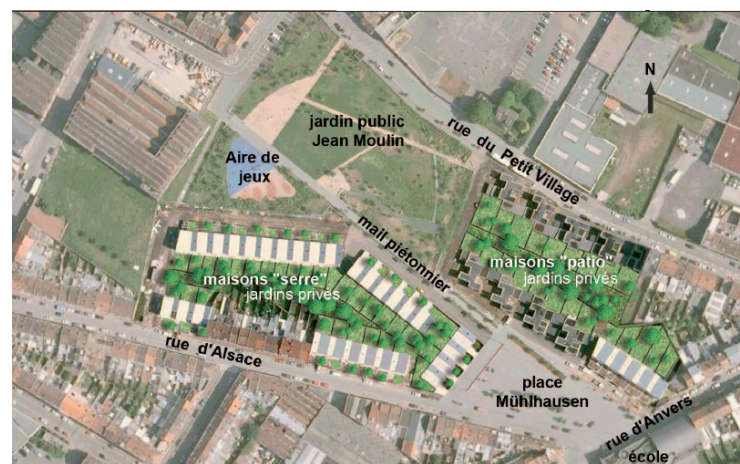 N
jardin public
Jean Moulin
rue du Petit Village
Aire de
jeux
mail piétonnier
maisons "patio"
jardins privés
maisons "serre"
jardins privés
rue d'Alsace
place
Mühlhausen
rue d'Anvers
école